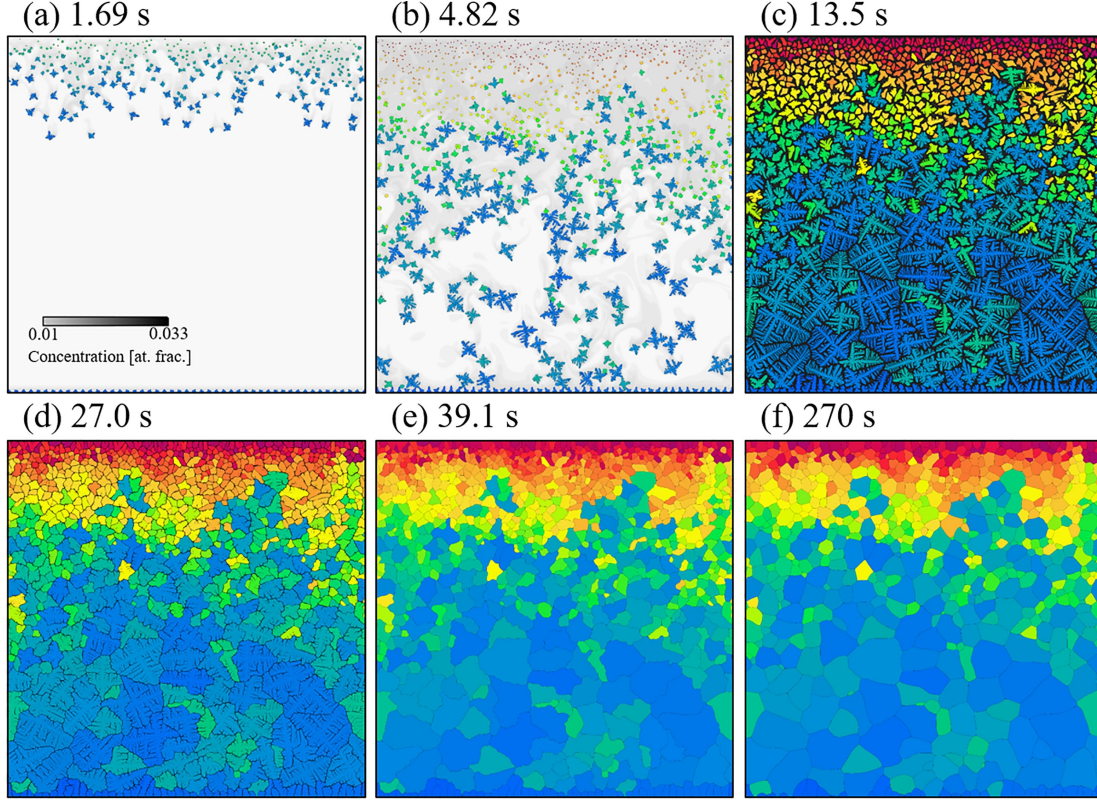 (a) 1.69 s
(b) 4.82 s
(c) 13.5 s
0.01
0.033
Concentration [at. frac.]
(d) 27.0 s
(e) 39.1 s
(f) 270 s